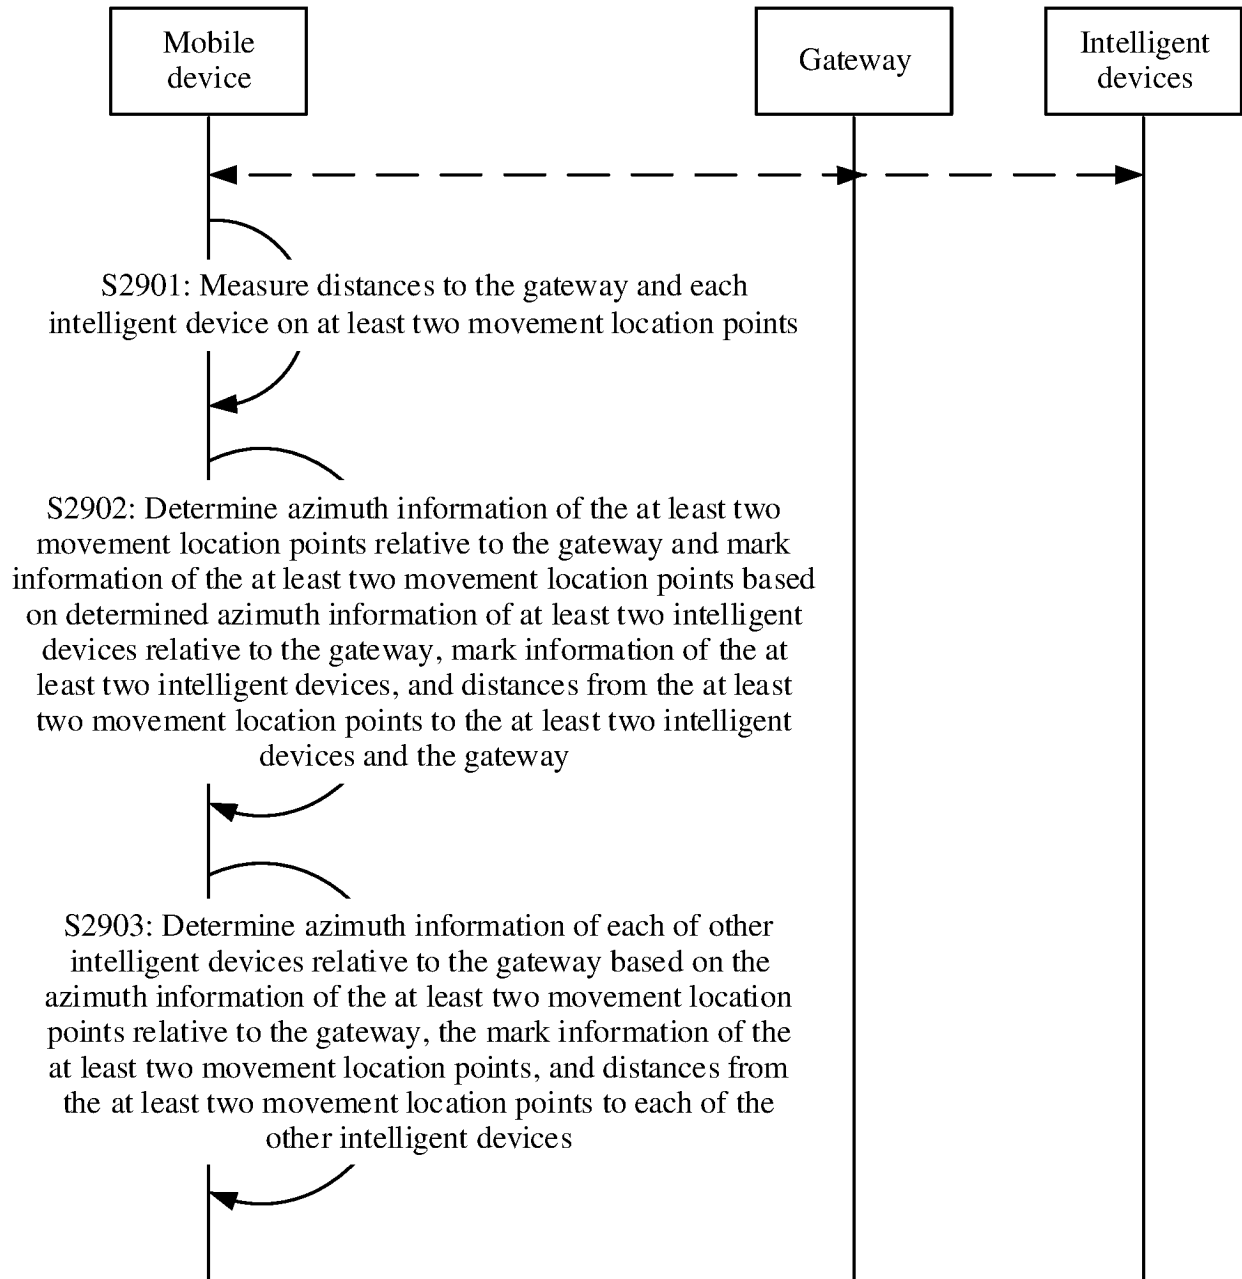 Mobile
device
Gateway
Intelligent
devices
S2901: Measure distances to the gateway and each
intelligent device on at least two movement location points
S2902: Determine azimuth information of the at least two
movement location points relative to the gateway and mark
information of the at least two movement location points based
on determined azimuth information of at least two intelligent
devices relative to the gateway, mark information of the at
least two intelligent devices, and distances from the at least
two movement location points to the at least two intelligent
devices and the gateway
S2903: Determine azimuth information of each of other
intelligent devices relative to the gateway based on the
azimuth information of the at least two movement location
points relative to the gateway, the mark information of the
at least two movement location points, and distances from
the at least two movement location points to each of the
other intelligent devices